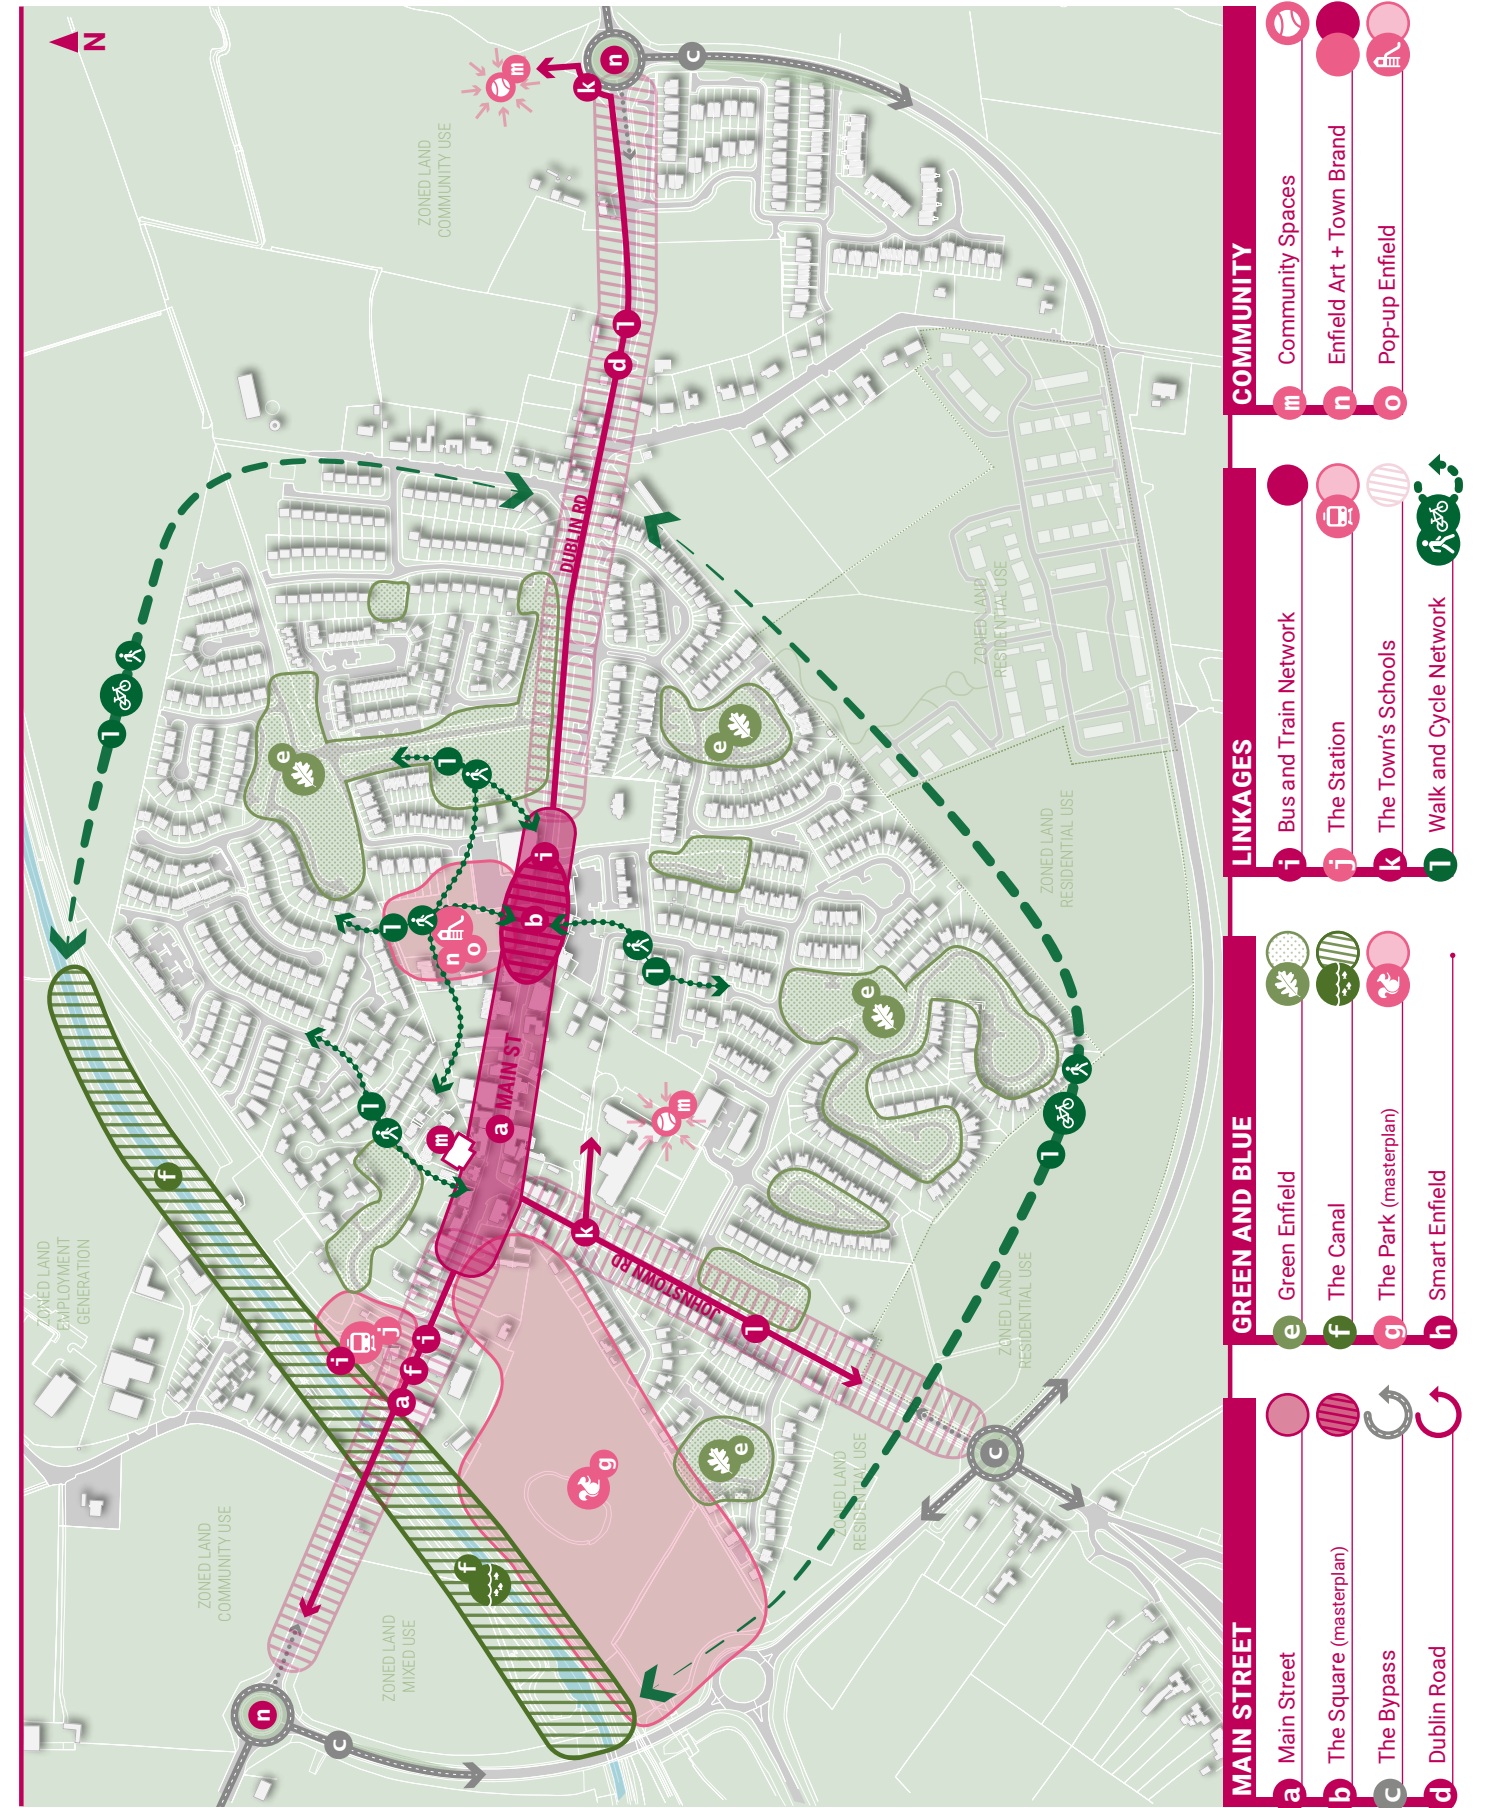 N
n
c
k
m
ZONED LAND
COMMUNITY USE
l
d
DUBLIN RD
l
e
l
e
ZONED LAND
RESIDENTIAL USE
i
b
l
n
o
l
ZONED LAND
RESIDENTIAL USE
e
MAIN ST
a
m
l
m
f
l
k
JOHNSTOWN RD
l
ZONED LAND
EMPLOYMENT
GENERATION
ZONED LAND
RESIDENTIAL USE
j
i
i
f
a
g
e
c
ZONED LAND
RESIDENTIAL USE
ZONED LAND
COMMUNITY USE
f
ZONED LAND
MIXED USE
n
c
MAIN STREET
a Main Street
b The Square (masterplan)
c The Bypass
d Dublin Road
GREEN AND BLUE
e Green Enfield
f The Canal
g The Park (masterplan)
h Smart Enfield
LINKAGES
i Bus and Train Network
j The Station
k The Town's Schools
l Walk and Cycle Network
COMMUNITY
m Community Spaces
n Enfield Art + Town Brand
o Pop-up Enfield